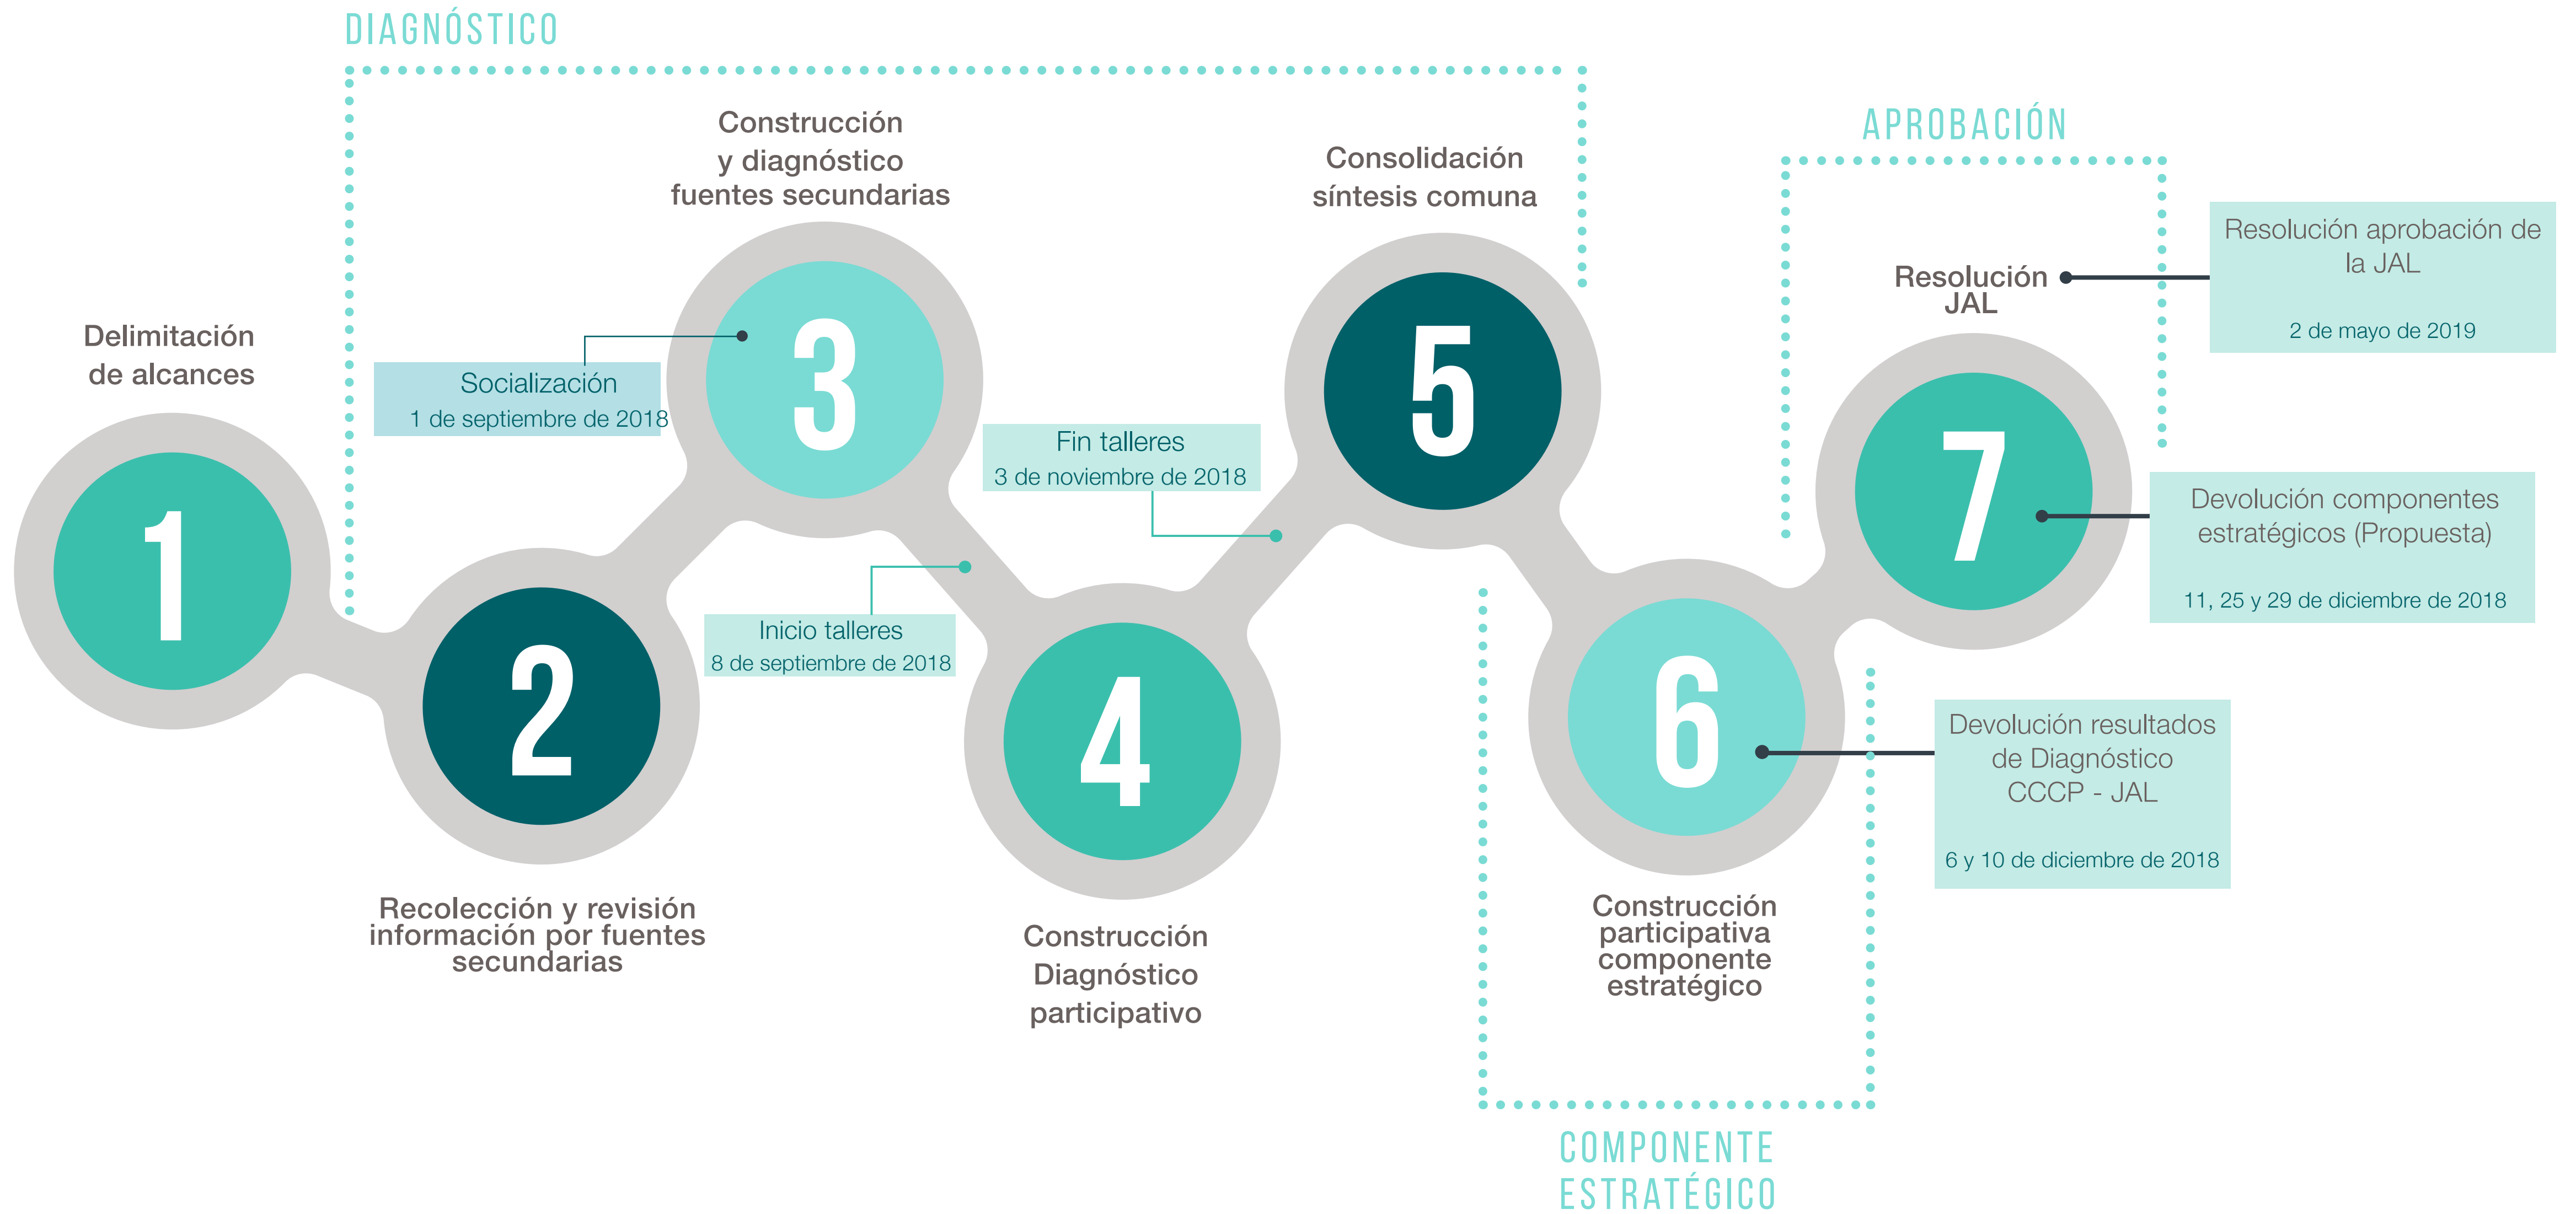 DIAGNÓSTICO
Delimitación
de alcances
1
2
Recolección y revisión
información por fuentes
secundarias
Construcción
y diagnóstico
fuentes secundarias
3
Socialización
1 de septiembre de 2018
Inicio talleres
8 de septiembre de 2018
4
Construcción
Diagnóstico
participativo
Fin talleres
3 de noviembre de 2018
Consolidación
síntesis comuna
5
6
Construcción
participativa
componente
estratégico
COMPONENTE
ESTRATÉGICO
Devolución resultados
de Diagnóstico
CCCP - JAL
6 y 10 de diciembre de 2018
APROBACIÓN
Resolución
JAL
7
Resolución aprobación de
la JAL
2 de mayo de 2019
Devolución componentes
estratégicos (Propuesta)
11, 25 y 29 de diciembre de 2018